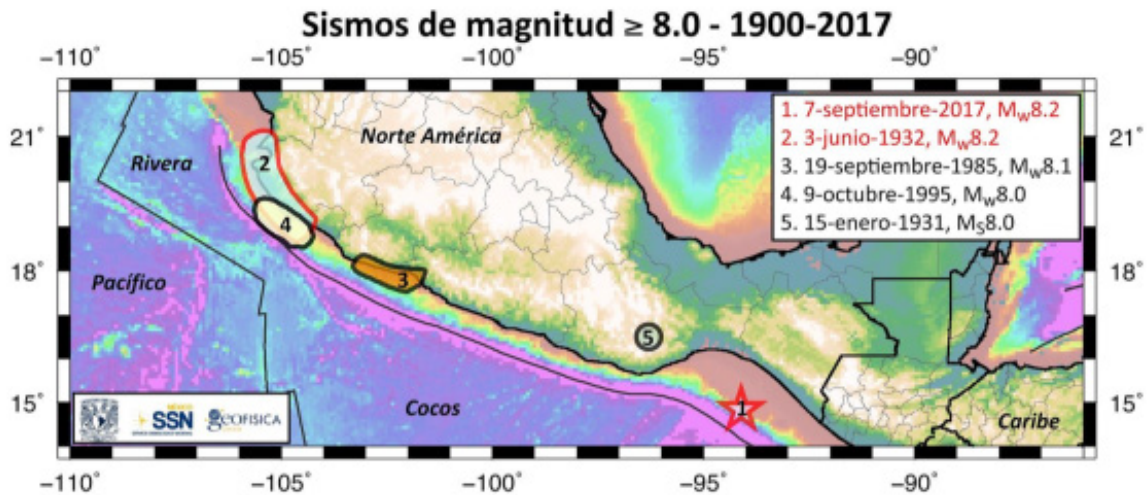 Sismos de magnitud ≥ 8.0 - 1900-2017
−110° −105° −100° −95° −90°
21° 21°
18° 18°
15° 15°
Norte América
Rivera
Pacífico
Cocos
Caribe
1. 7-septiembre-2017, Mw8.2
2. 3-junio-1932, Mw8.2
3. 19-septiembre-1985, Mw8.1
4. 9-octubre-1995, Mw8.0
5. 15-enero-1931, MS8.0
2
4
3
5
1
MÉXICO
SSN
GEOFISICA
−110° −105° −100° −95° −90°